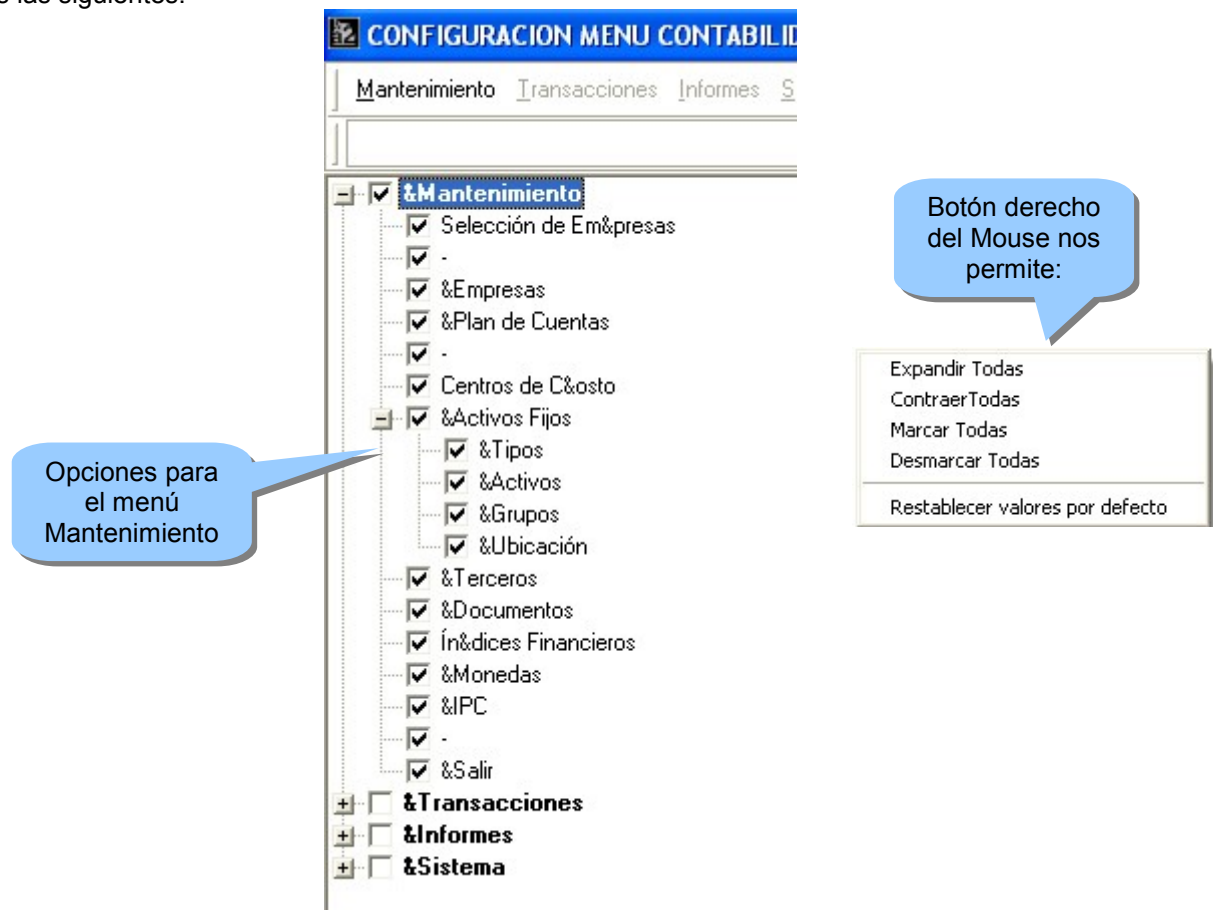 las siguientes:
CONFIGURACION MENU CONTABILID
Mantenimiento Transacciones Informes S
&Mantenimiento
Selección de Em&presas
-
&Empresas
&Plan de Cuentas
-
Centros de C&osto
&Activos Fijos
&Tipos
&Activos
&Grupos
&Ubicación
&Terceros
&Documentos
Ín&dices Financieros
&Monedas
&IPC
-
&Salir
&Transacciones
&Informes
&Sistema
Opciones para
el menú
Mantenimiento
Botón derecho
del Mouse nos
permite:
Expandir Todas
ContraerTodas
Marcar Todas
Desmarcar Todas
Restablecer valores por defecto